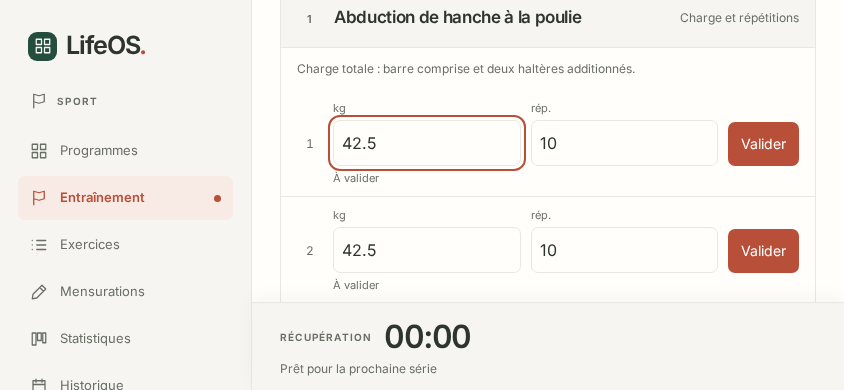 LifeOS.
SPORT
Programmes
Entraînement
Exercices
Mensurations
Statistiques
Historique
1 Abduction de hanche à la poulie Charge et répétitions
Charge totale : barre comprise et deux haltères additionnés.
kg rép.
1 42.5 10 Valider
À valider
kg rép.
2 42.5 10 Valider
À valider
RÉCUPÉRATION 00:00
Prêt pour la prochaine série